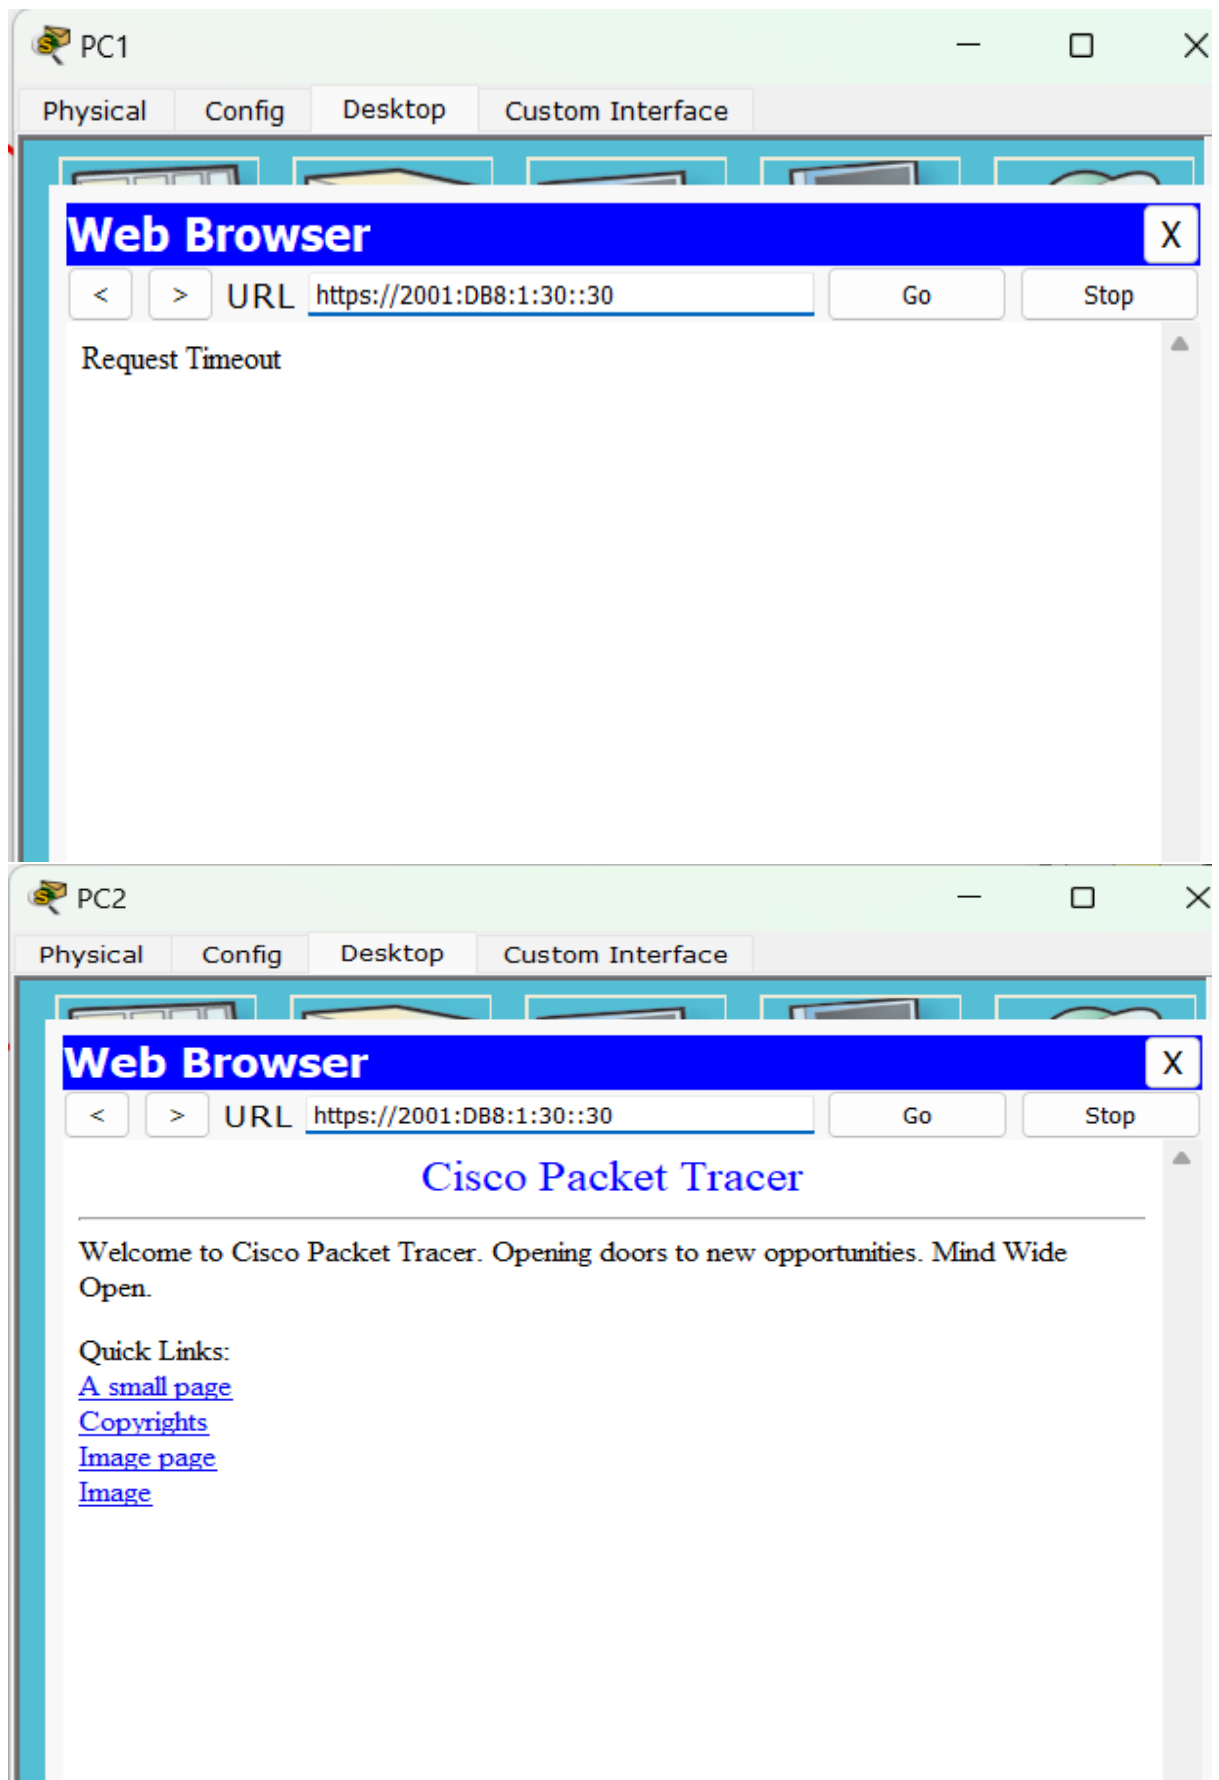 PC1
Physical Config Desktop Custom Interface
Web Browser X
< > URL https://2001:DB8:1:30::30 Go Stop
Request Timeout
PC2
Physical Config Desktop Custom Interface
Web Browser X
< > URL https://2001:DB8:1:30::30 Go Stop
Cisco Packet Tracer
Welcome to Cisco Packet Tracer. Opening doors to new opportunities. Mind Wide
Open.
Quick Links:
A small page
Copyrights
Image page
Image